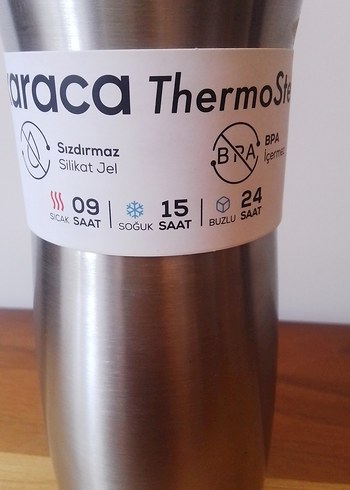 araca ThermoSte
Sızdırmaz
Silikat Jel
BPA
BPA
İçermez
SICAK 09 SAAT
SOĞUK 15 SAAT
BUZLU 24 SAAT